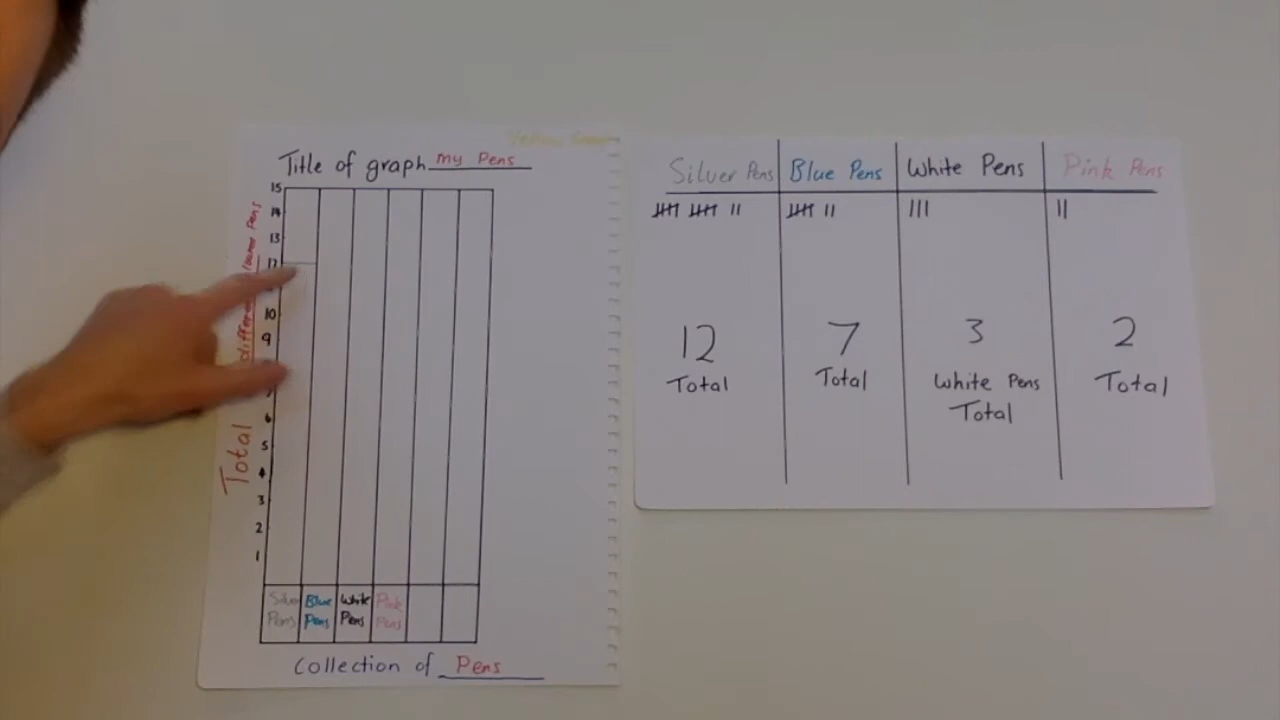 Title of graph my Pens
15
14
13
12
10
9
6
5
4
3
2
1
Total
Silver Pens
Blue Pens
White Pens
Pink Pens
Collection of Pens
Silver Pens Blue Pens White Pens Pink Pens
12 7 3 2
Total Total White Pens Total
Total